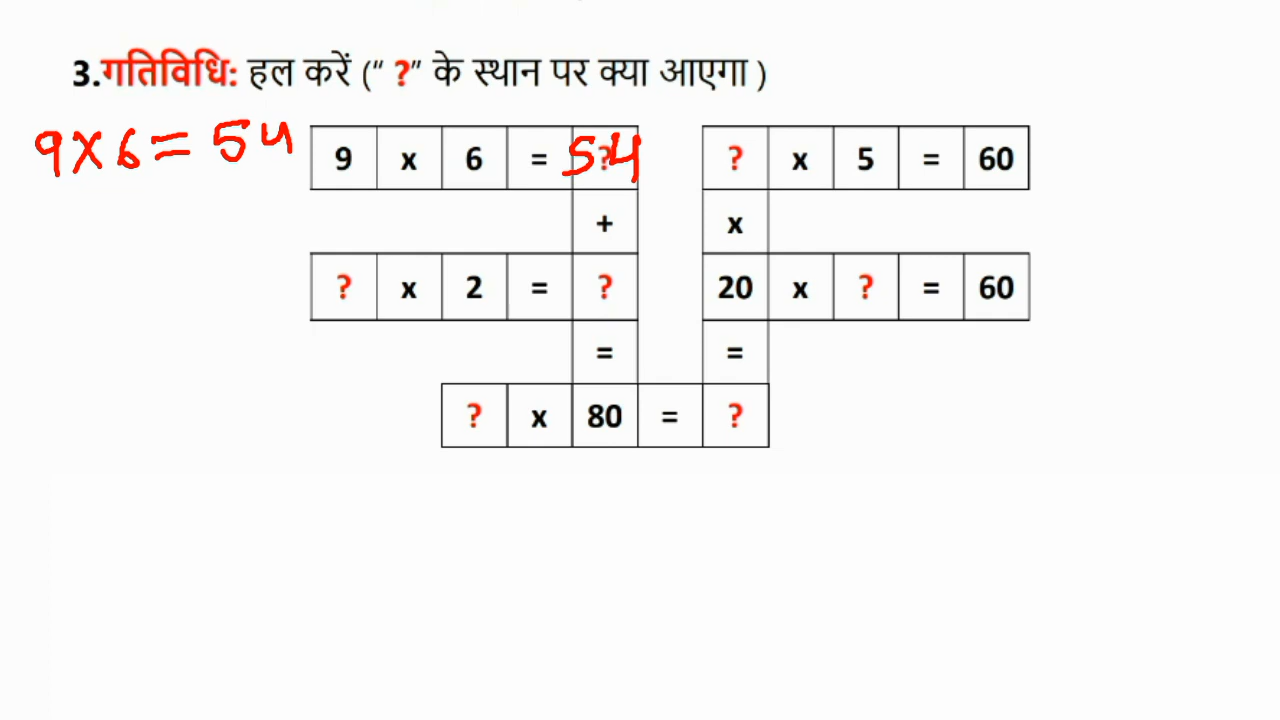 3.गतिविधि: हल करें (“ ?” के स्थान पर क्या आएगा )
9x6= 54
9 x 6 = 54 ? x 5 = 60
+ x
? x 2 = ? 20 x ? = 60
= =
? x 80 = ?